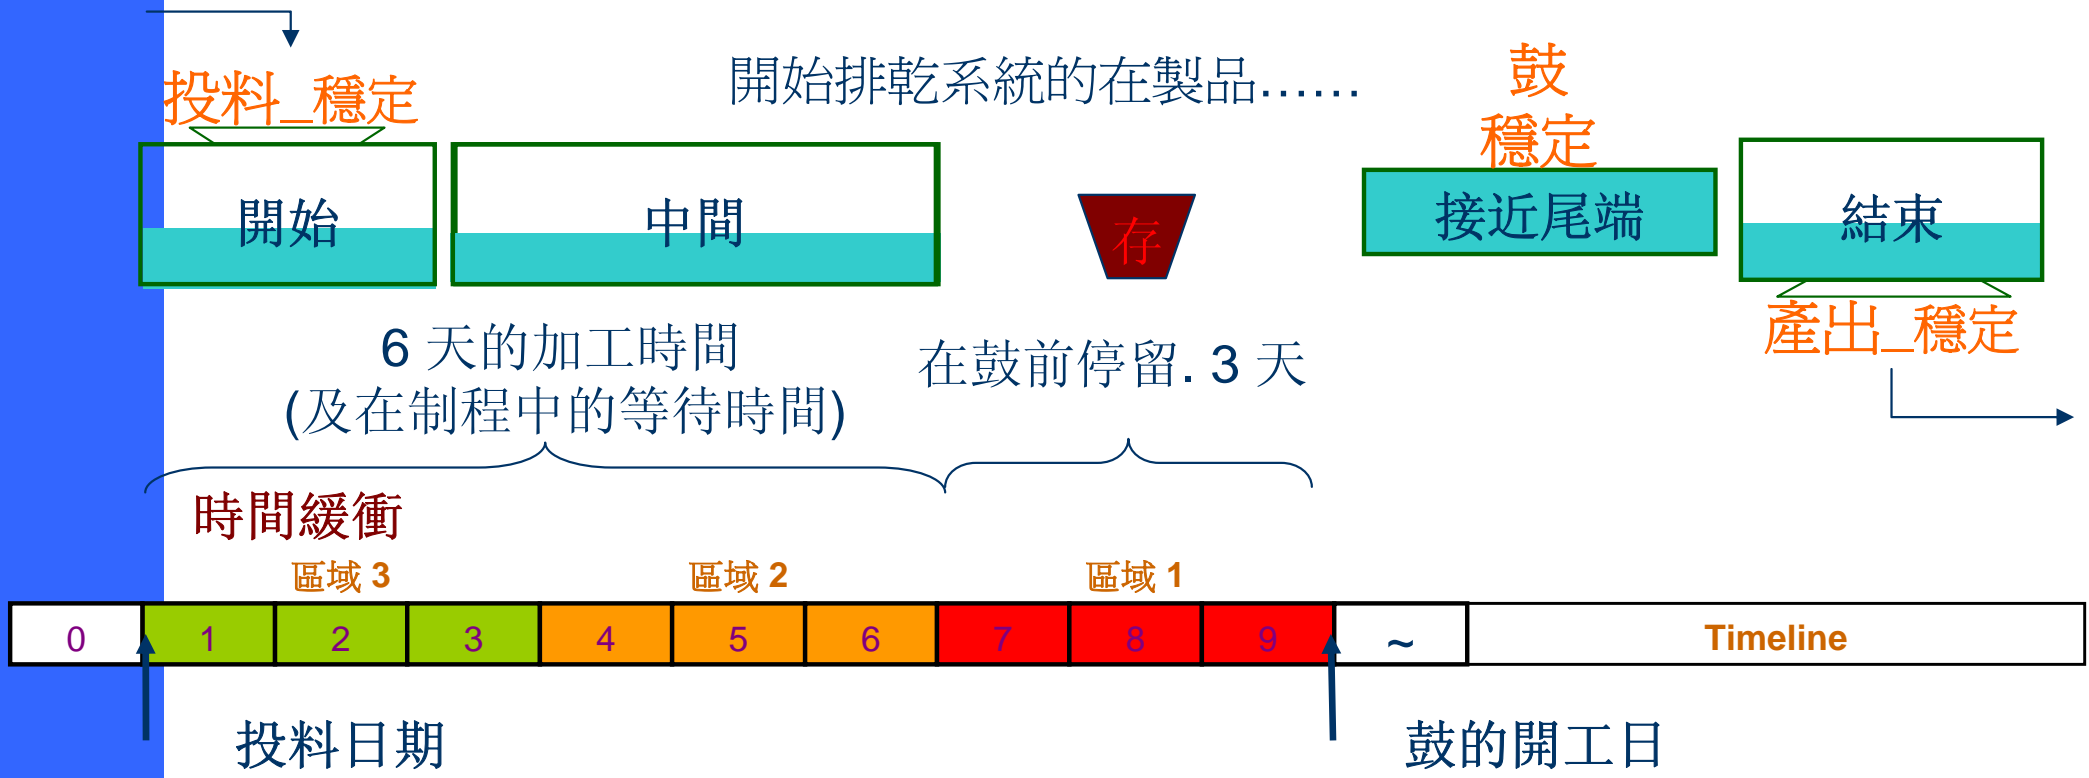 開始排乾系統的在製品……
投料_穩定
鼓
穩定
開始
中間
存
接近尾端
結束
產出_穩定
6 天的加工時間
(及在制程中的等待時間)
在鼓前停留. 3 天
時間緩衝
區域 3
區域 2
區域 1
0 1 2 3 4 5 6 7 8 9 ~ Timeline
投料日期
鼓的開工日